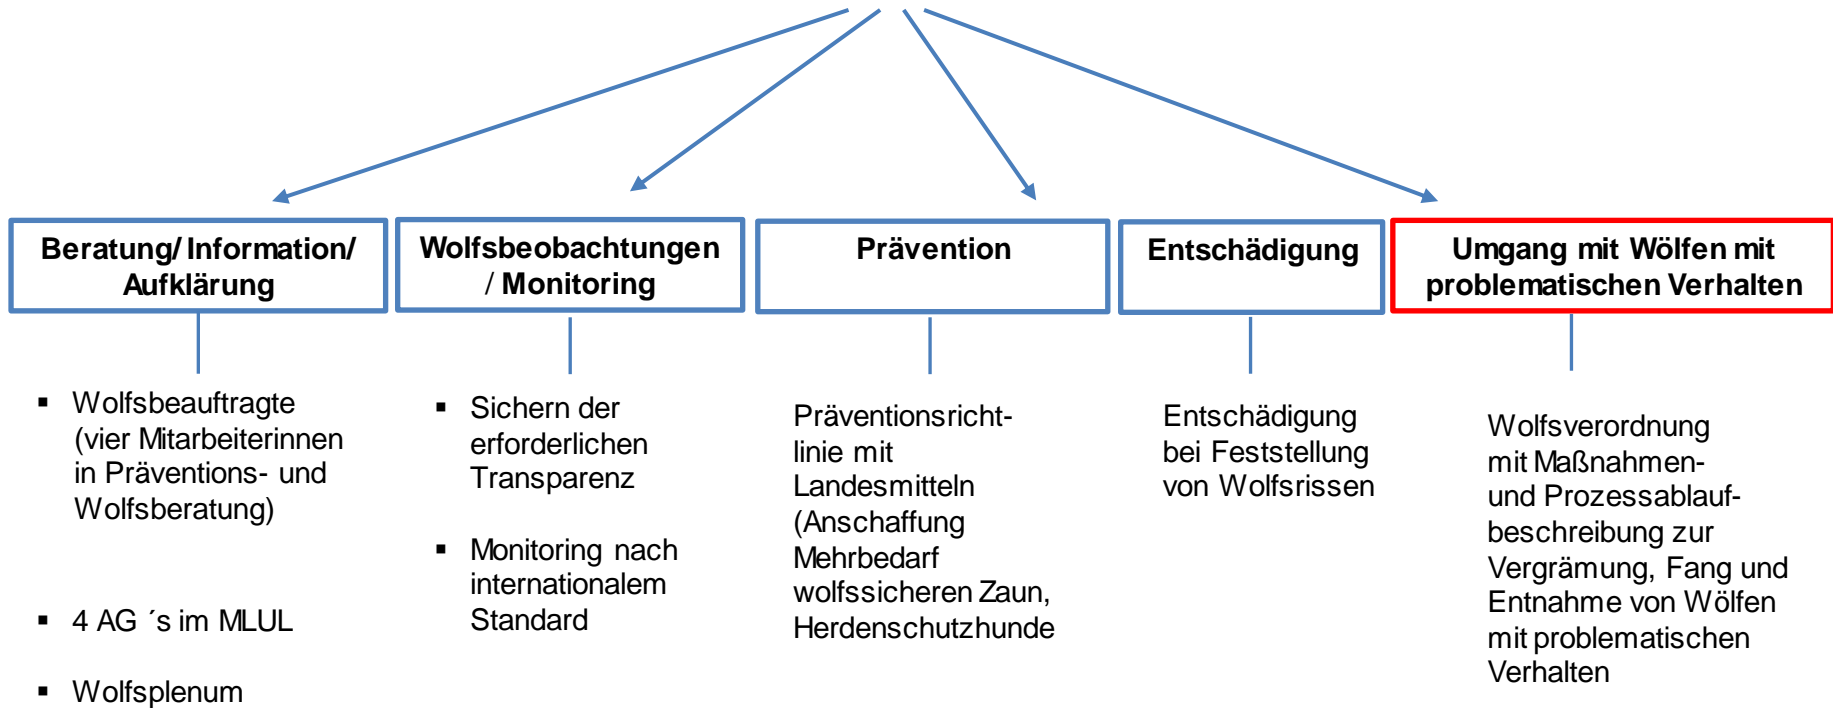 Beratung/ Information/
Aufklärung
Wolfsbeobachtungen
/ Monitoring
Prävention
Entschädigung
Umgang mit Wölfen mit
problematischen Verhalten
▪ Wolfsbeauftragte
(vier Mitarbeiterinnen
in Präventions- und
Wolfsberatung)
▪ 4 AG ´s im MLUL
▪ Wolfsplenum
▪ Sichern der
erforderlichen
Transparenz
▪ Monitoring nach
internationalem
Standard
Präventionsricht-
linie mit
Landesmitteln
(Anschaffung
Mehrbedarf
wolfssicheren Zaun,
Herdenschutzhunde
Entschädigung
bei Feststellung
von Wolfsrissen
Wolfsverordnung
mit Maßnahmen-
und Prozessablauf-
beschreibung zur
Vergrämung, Fang und
Entnahme von Wölfen
mit problematischen
Verhalten